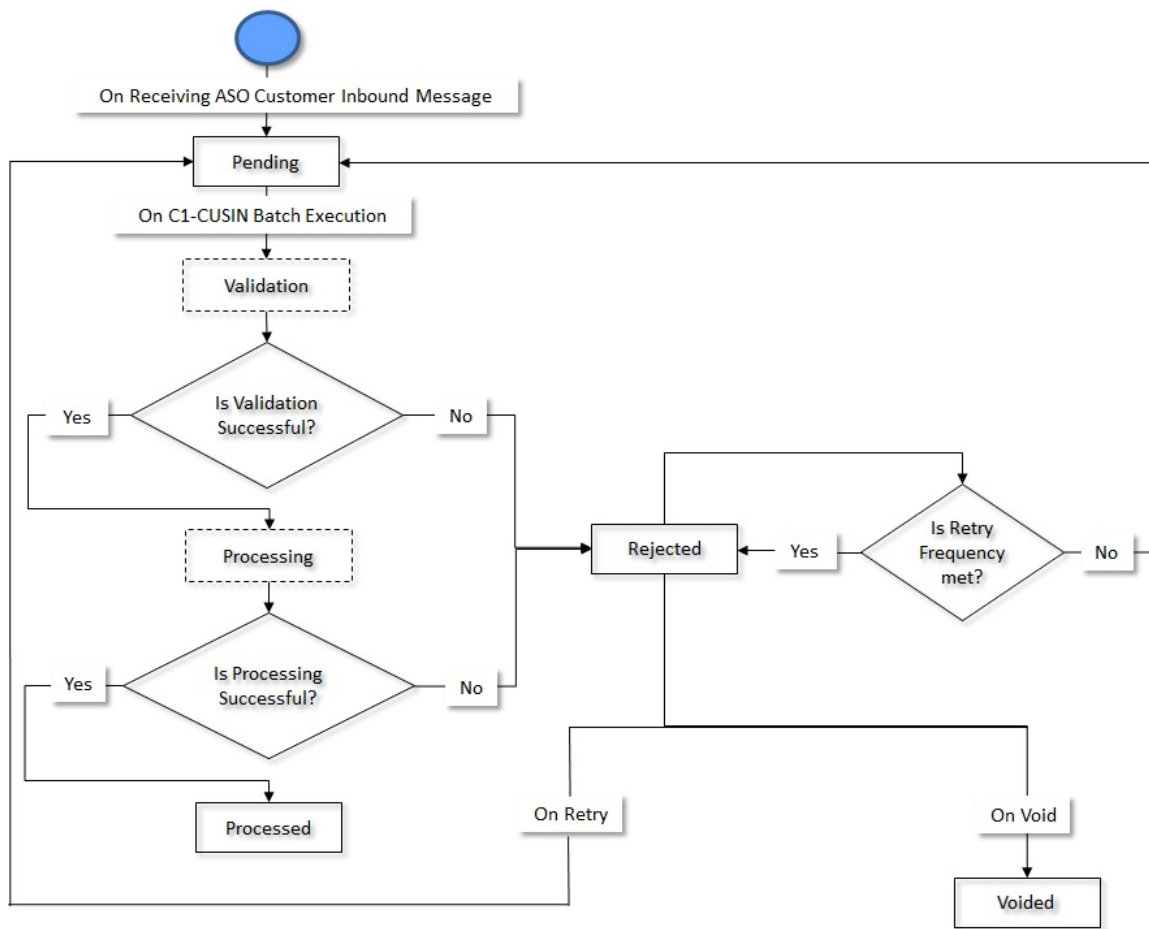 On Receiving ASO Customer Inbound Message
Pending
On C1-CUSIN Batch Execution
Validation
Is Validation
Successful?
Yes
No
Processing
Rejected
Yes
Is Retry
Frequency
met?
No
Is Processing
Successful?
Yes
No
Processed
On Retry
On Void
Voided